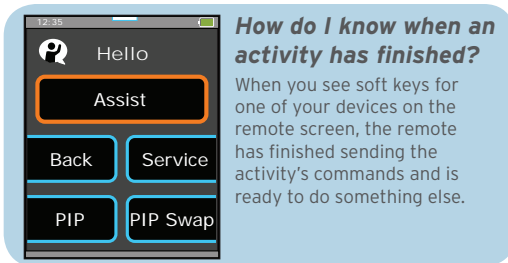 12:35
Hello
Assist
Back
Service
PIP
PIP Swap
How do I know when an
activity has finished?
When you see soft keys for
one of your devices on the
remote screen, the remote
has finished sending the
activity's commands and is
ready to do something else.